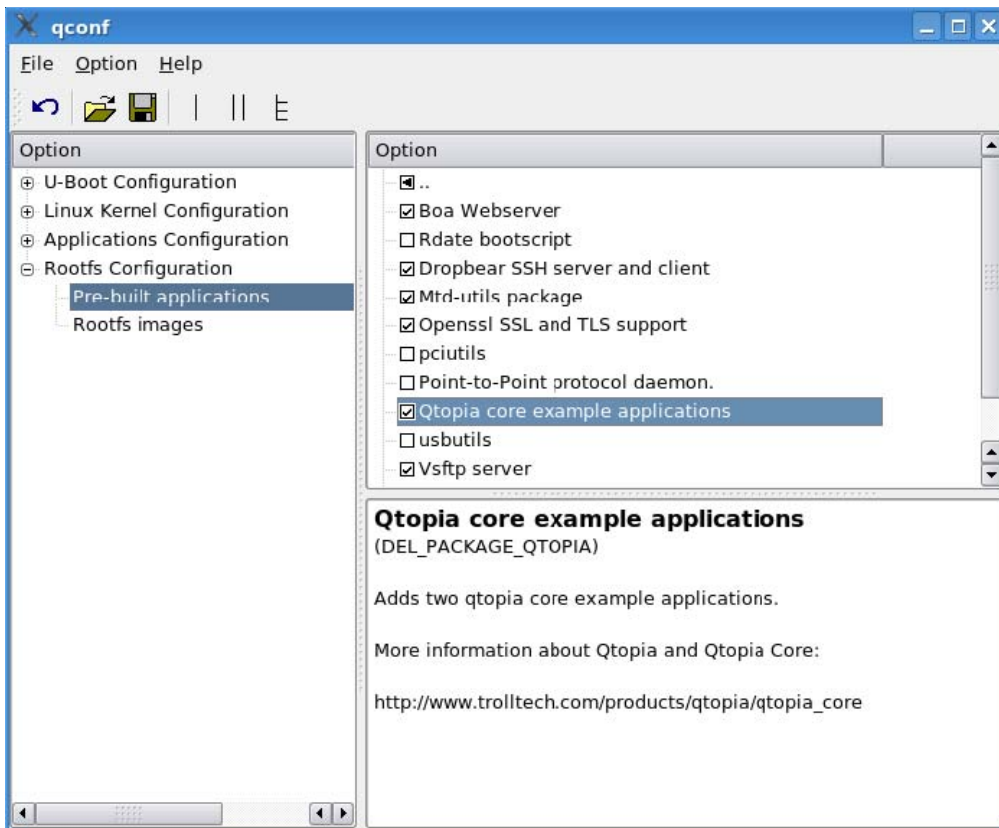 qconf
File Option Help
Option
U-Boot Configuration
Linux Kernel Configuration
Applications Configuration
Rootfs Configuration
Pre-built applications
Rootfs images
Option
..
Boa Webserver
Rdate bootscript
Dropbear SSH server and client
Mtd-utils package
Openssl SSL and TLS support
pciutils
Point-to-Point protocol daemon.
Qtopia core example applications
usbutils
Vsftp server
Qtopia core example applications
(DEL_PACKAGE_QTOPIA)
Adds two qtopia core example applications.
More information about Qtopia and Qtopia Core:
http://www.trolltech.com/products/qtopia/qtopia_core